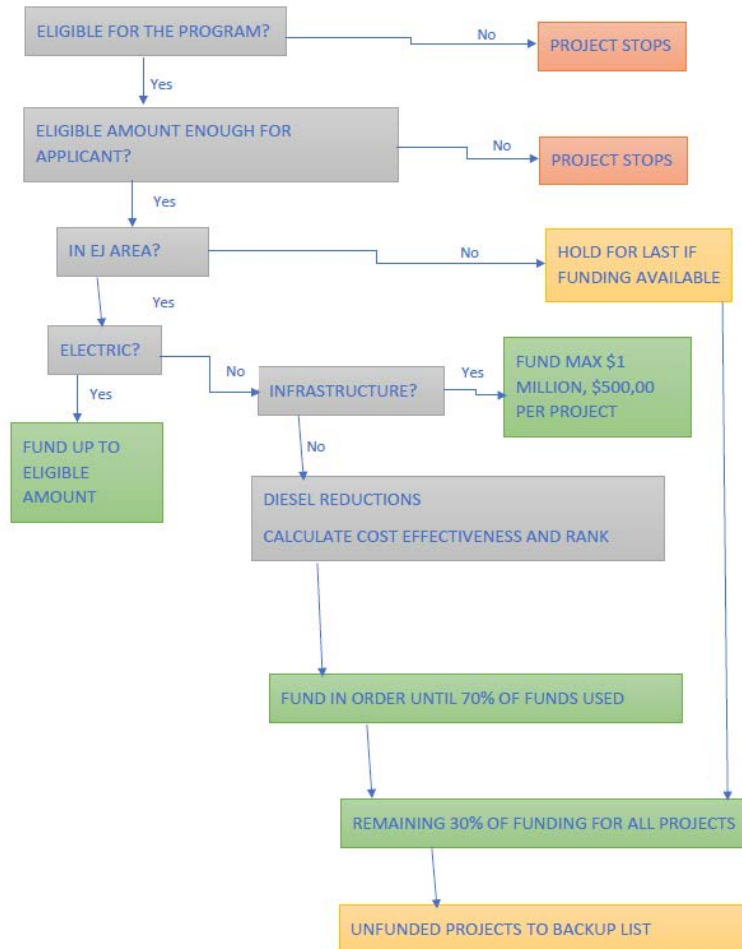 ELIGIBLE FOR THE PROGRAM?
No
PROJECT STOPS
Yes
ELIGIBLE AMOUNT ENOUGH FOR
APPLICANT?
No
PROJECT STOPS
Yes
IN EJ AREA?
No
HOLD FOR LAST IF
FUNDING AVAILABLE
Yes
ELECTRIC?
No
INFRASTRUCTURE?
Yes
FUND MAX $1
MILLION, $500,00
PER PROJECT
Yes
FUND UP TO
ELIGIBLE
AMOUNT
No
DIESEL REDUCTIONS
CALCULATE COST EFFECTIVENESS AND RANK
FUND IN ORDER UNTIL 70% OF FUNDS USED
REMAINING 30% OF FUNDING FOR ALL PROJECTS
UNFUNDED PROJECTS TO BACKUP LIST